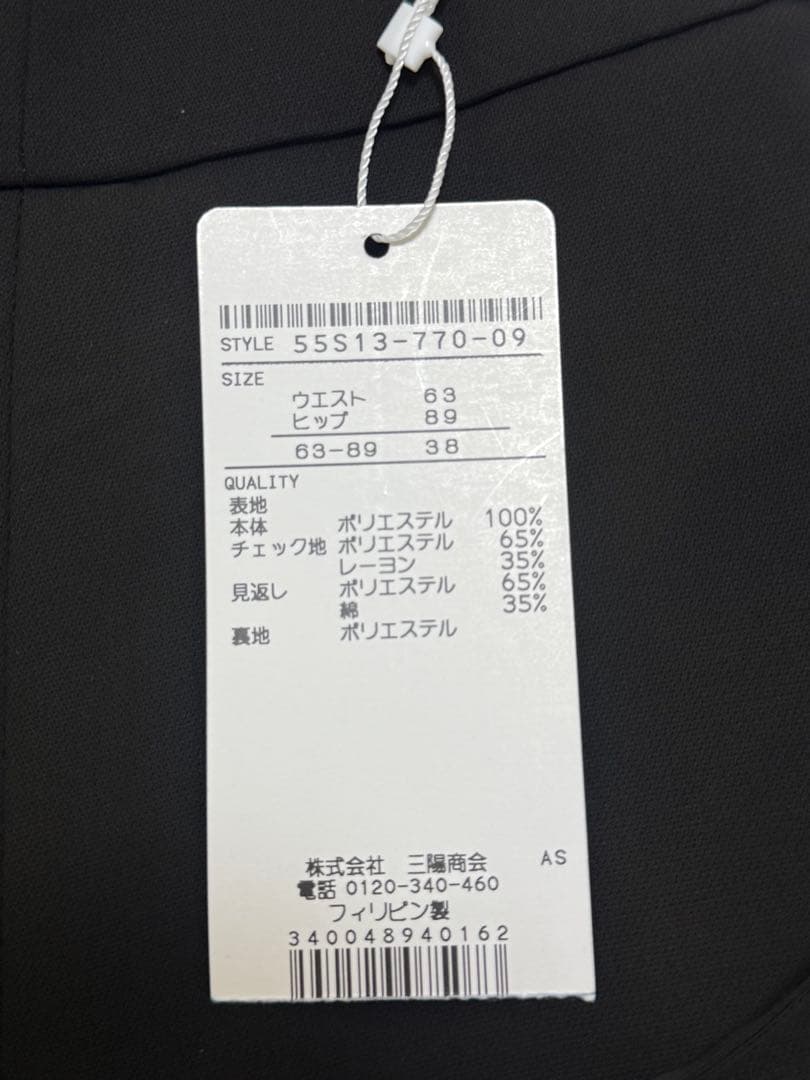 STYLE 55S13-770-09
SIZE
ウエスト 63
ヒップ 89
63-89 38
QUALITY
表地
本体 ポリエステル 100%
チェック地 ポリエステル 65%
レーヨン 35%
見返し ポリエステル 65%
綿 35%
裏地 ポリエステル
株式会社 三陽商会 AS
電話 0120-340-460
フィリピン製
340048940162